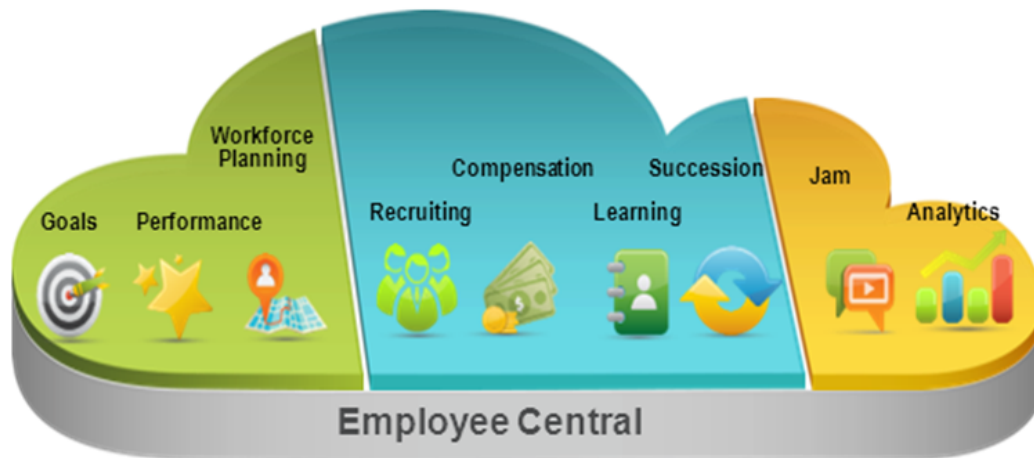 Goals
Performance
Workforce
Planning
Recruiting
Compensation
Learning
Succession
Jam
Analytics
Employee Central